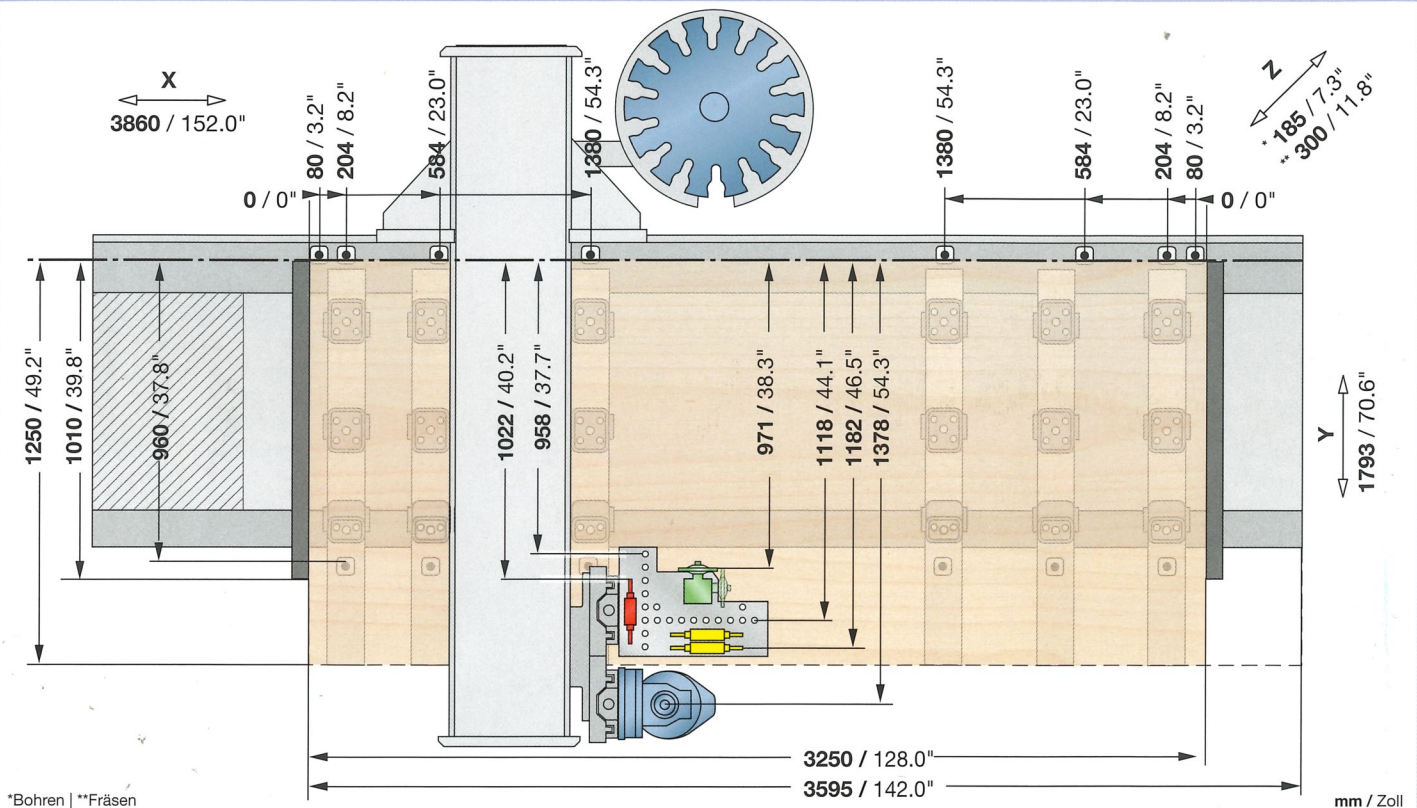 X
3860 / 152.0"
80 / 3.2"
204 / 8.2"
584 / 23.0"
1380 / 54.3"
1380 / 54.3"
584 / 23.0"
204 / 8.2"
80 / 3.2"
Z
* 185 / 7.3"
** 300 / 11.8"
0 / 0"
0 / 0"
1250 / 49.2"
1010 / 39.8"
960 / 37.8"
1022 / 40.2"
958 / 37.7"
971 / 38.3"
1118 / 44.1"
1182 / 46.5"
1378 / 54.3"
Y
1793 / 70.6"
3250 / 128.0"
3595 / 142.0"
*Bohren | **Fräsen
mm / Zoll